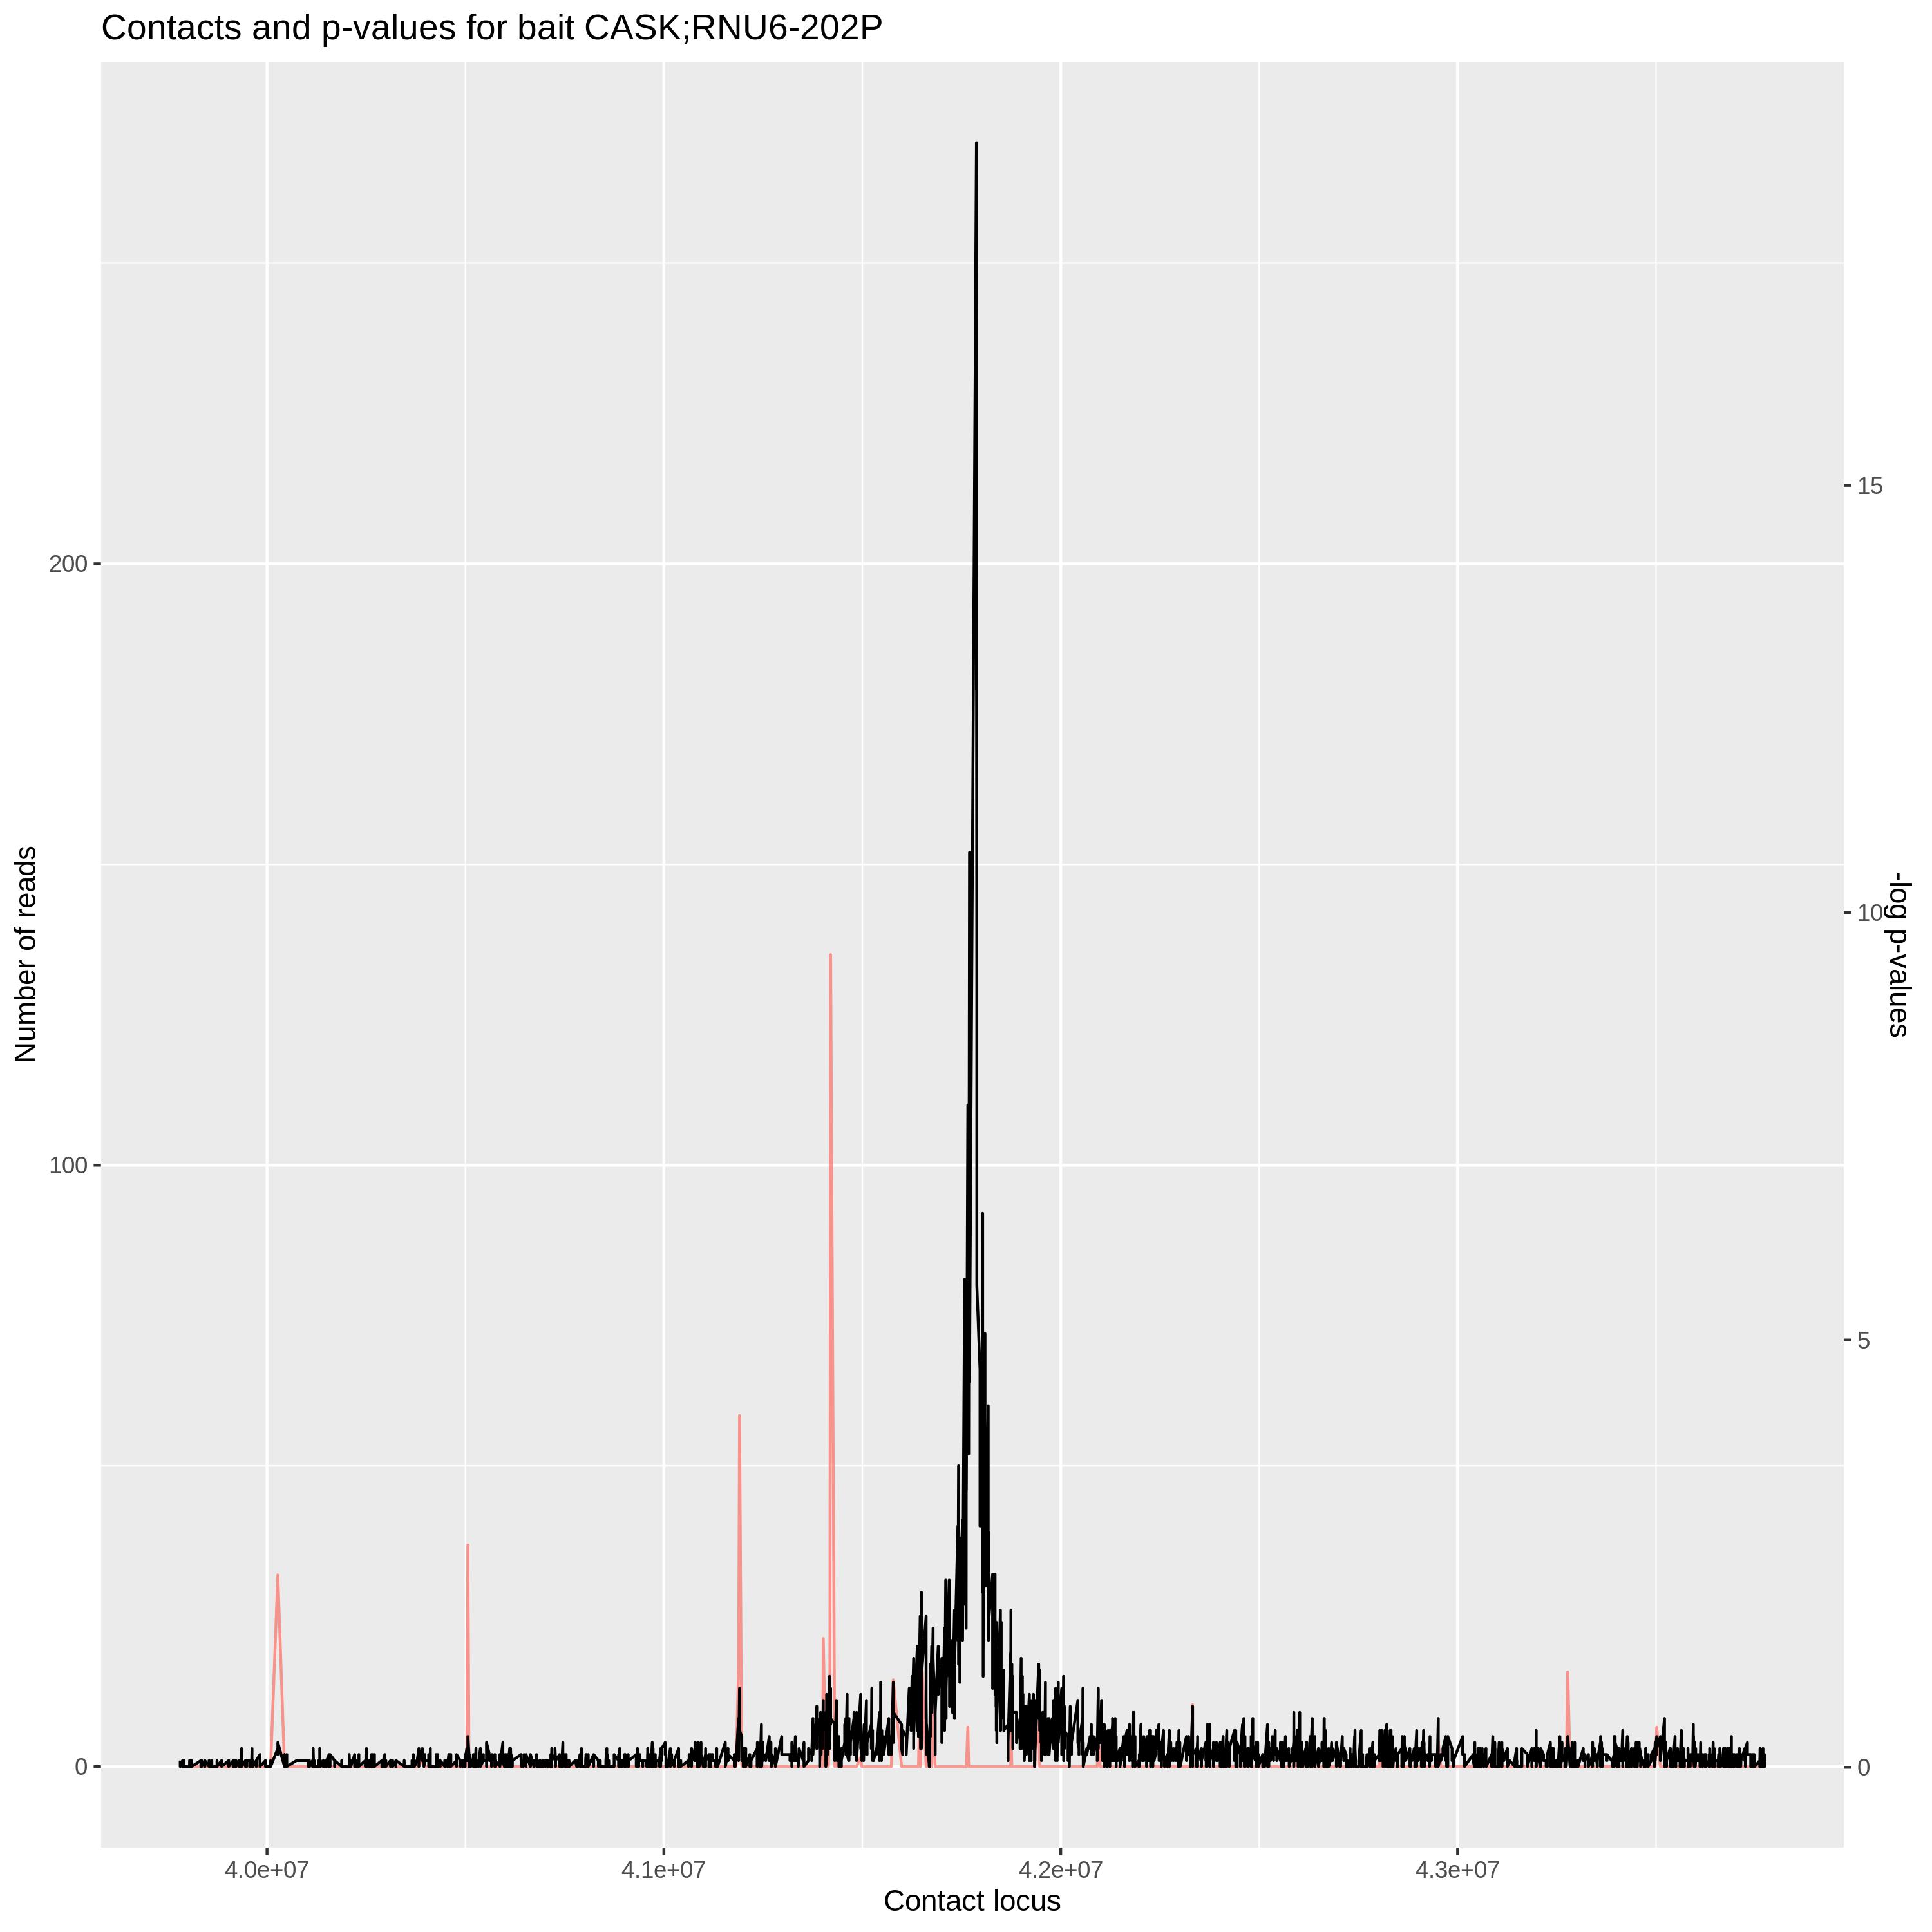 Contacts and p-values for bait CASK;RNU6-202P
Number of reads
200
100
0
15
10
5
0
-log p-values
4.0e+07 4.1e+07 4.2e+07 4.3e+07
Contact locus